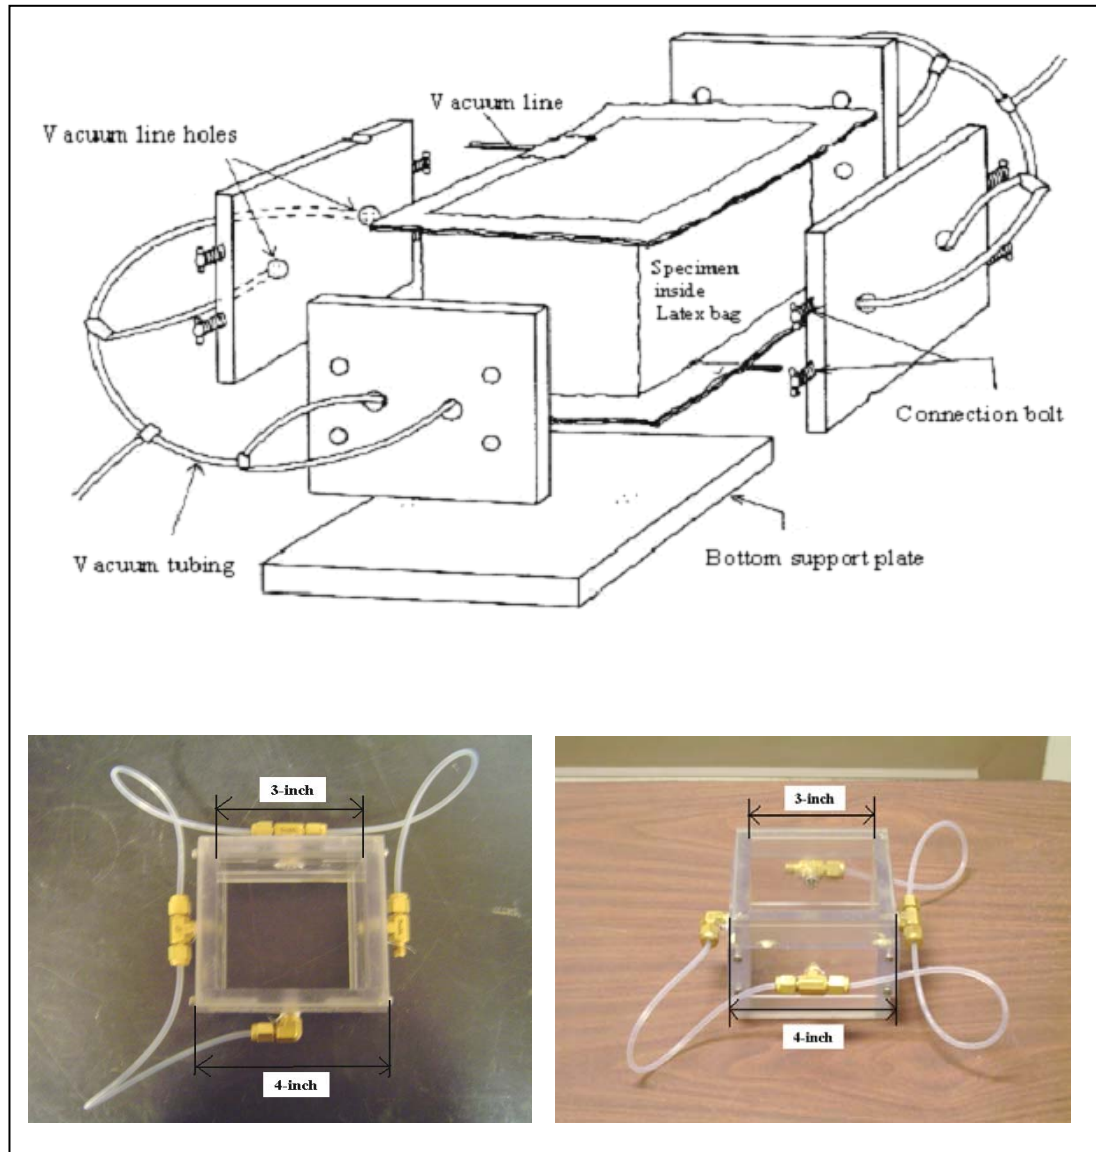 Vacuum line
Vacuum line holes
Specimen
inside
Latex bag
Connection bolt
Vacuum tubing
Bottom support plate
3-inch
4-inch
3-inch
4-inch